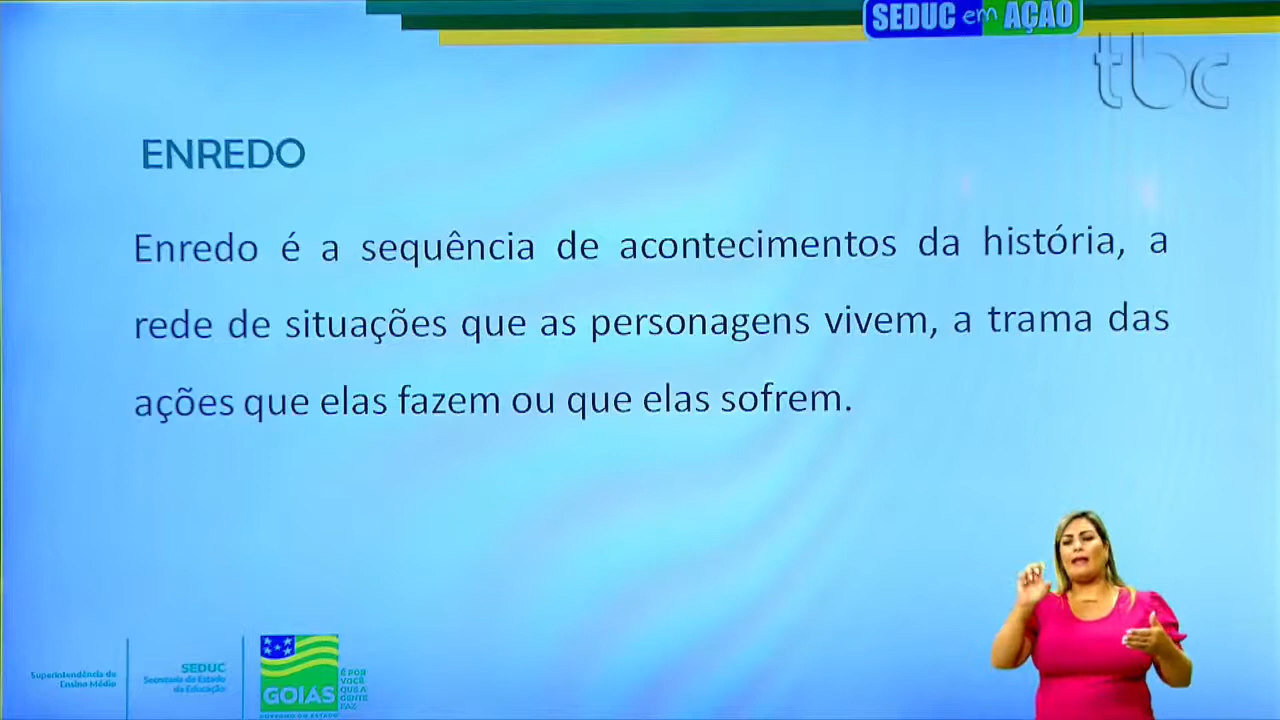 SEDUC em AÇÃO
tbc
ENREDO
Enredo é a sequência de acontecimentos da história, a
rede de situações que as personagens vivem, a trama das
ações que elas fazem ou que elas sofrem.
Superintendência de
Ensino Médio
SEDUC
Secretaria de Estado
da Educação
GOIÁS
GOVERNO DO ESTADO
É POR
VOCÊ
QUE A
GENTE
FAZ